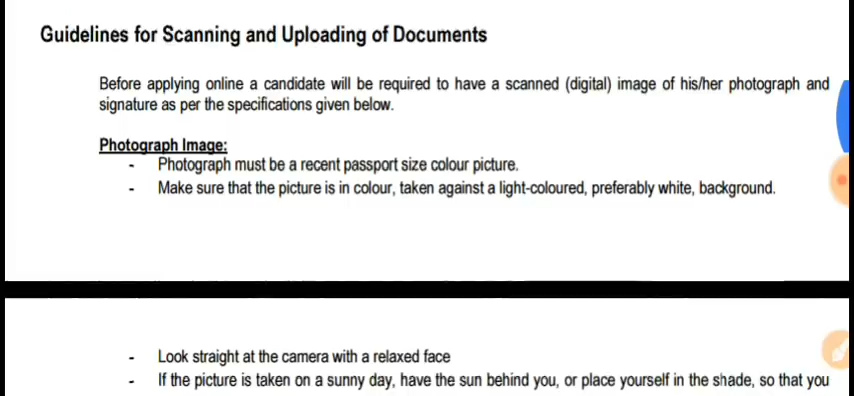 Guidelines for Scanning and Uploading of Documents
Before applying online a candidate will be required to have a scanned (digital) image of his/her photograph and
signature as per the specifications given below.
Photograph Image:
- Photograph must be a recent passport size colour picture.
- Make sure that the picture is in colour, taken against a light-coloured, preferably white, background.
- Look straight at the camera with a relaxed face
- If the picture is taken on a sunny day, have the sun behind you, or place yourself in the shade, so that you